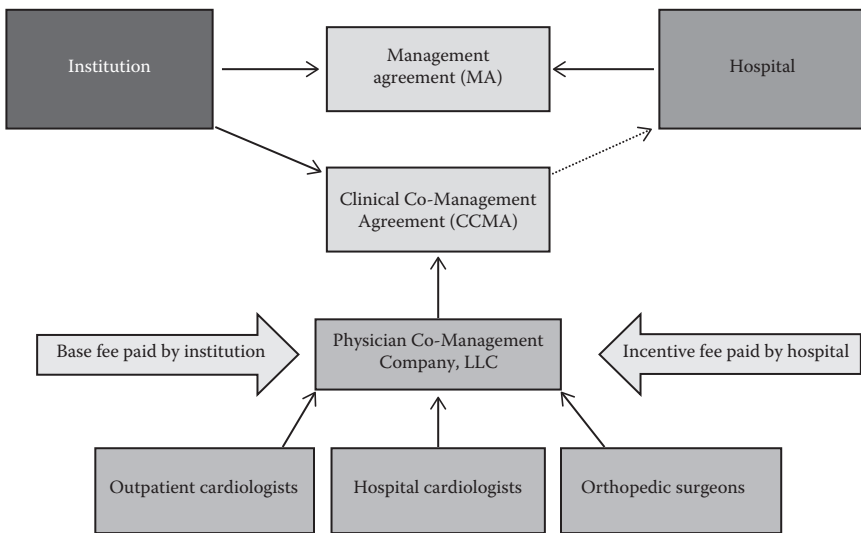 Institution
Management
agreement (MA)
Hospital
Clinical Co-Management
Agreement (CCMA)
Base fee paid by institution
Physician Co-Management
Company, LLC
Incentive fee paid by hospital
Outpatient cardiologists
Hospital cardiologists
Orthopedic surgeons